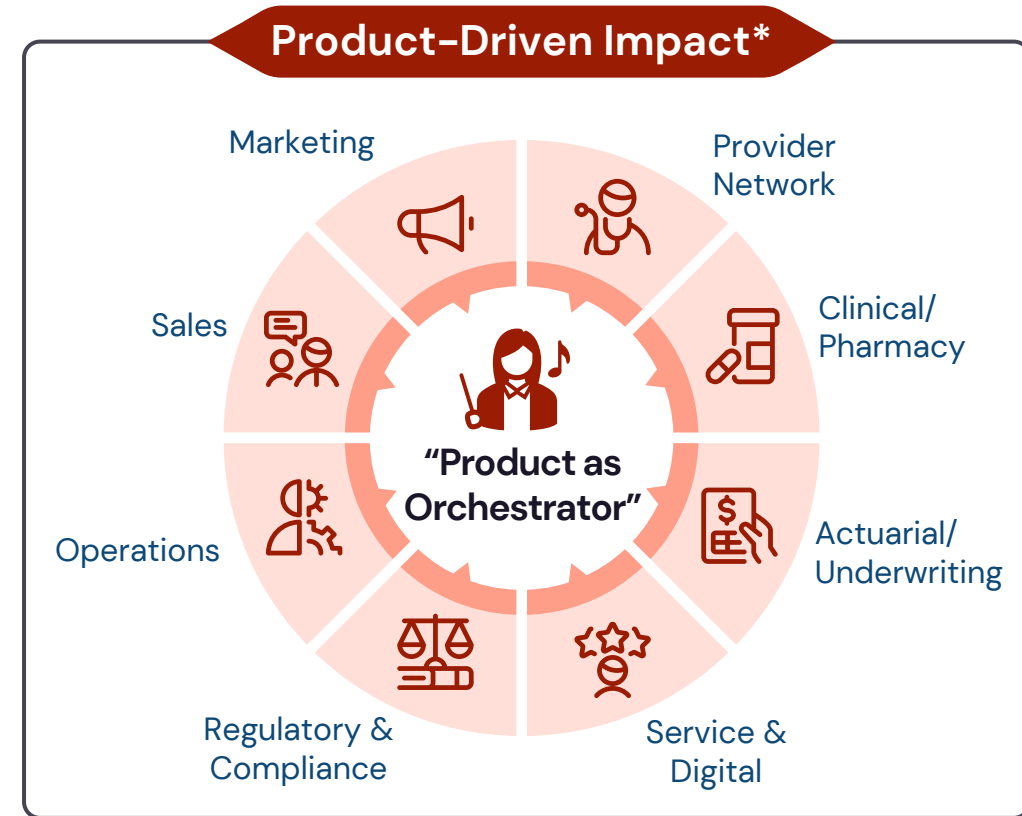 Product-Driven Impact*
Marketing
Provider
Network
Sales
Clinical/
Pharmacy
“Product as
Orchestrator”
Operations
Actuarial/
Underwriting
Regulatory &
Compliance
Service &
Digital
$